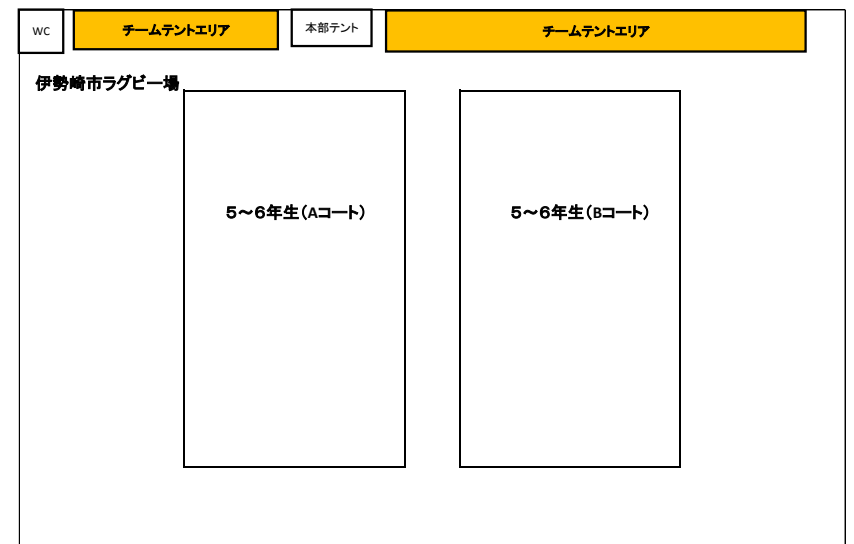 WC
チームテントエリア
本部テント
チームテントエリア
伊勢崎市ラグビー場
5～6年生(Aコート)
5～6年生(Bコート)